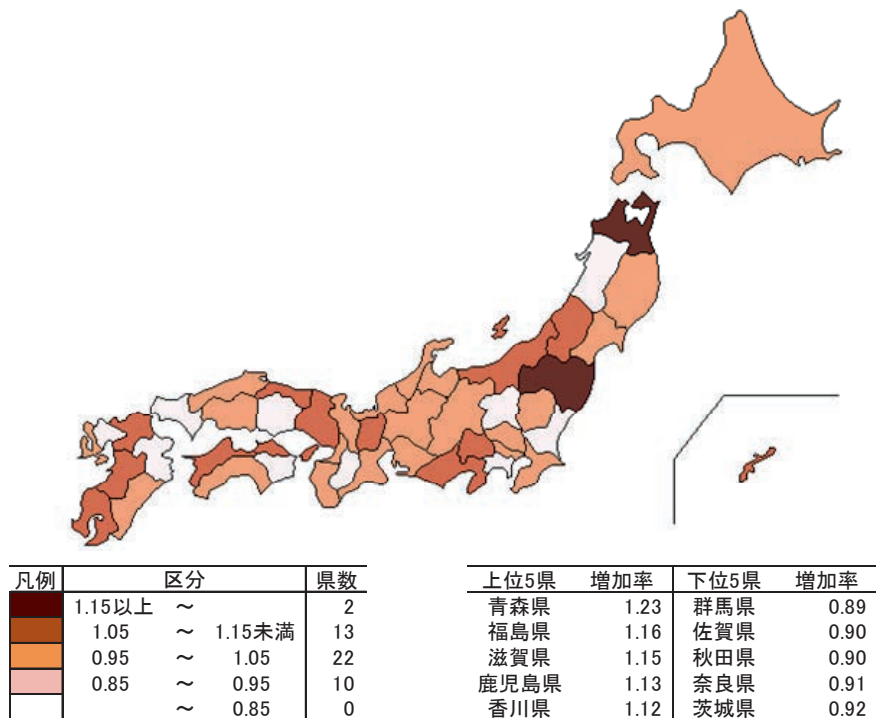 凡例 区分 県数
1.15以上 ～ 2
1.05 ～ 1.15未満 13
0.95 ～ 1.05 22
0.85 ～ 0.95 10
～ 0.85 0
上位5県 増加率 下位5県 増加率
青森県 1.23 群馬県 0.89
福島県 1.16 佐賀県 0.90
滋賀県 1.15 秋田県 0.90
鹿児島県 1.13 奈良県 0.91
香川県 1.12 茨城県 0.92